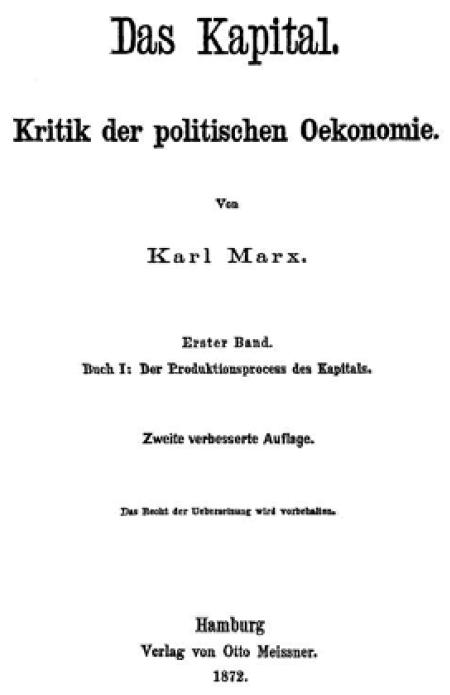 Das Kapital.
Kritik der politischen Oekonomie.
Von
Karl Marx.
Erster Band.
Buch I: Der Produktionsprocess des Kapitals.
Zweite verbesserte Auflage.
Das Recht der Uebersetzung wird vorbehalten.
Hamburg
Verlag von Otto Meissner.
1872.